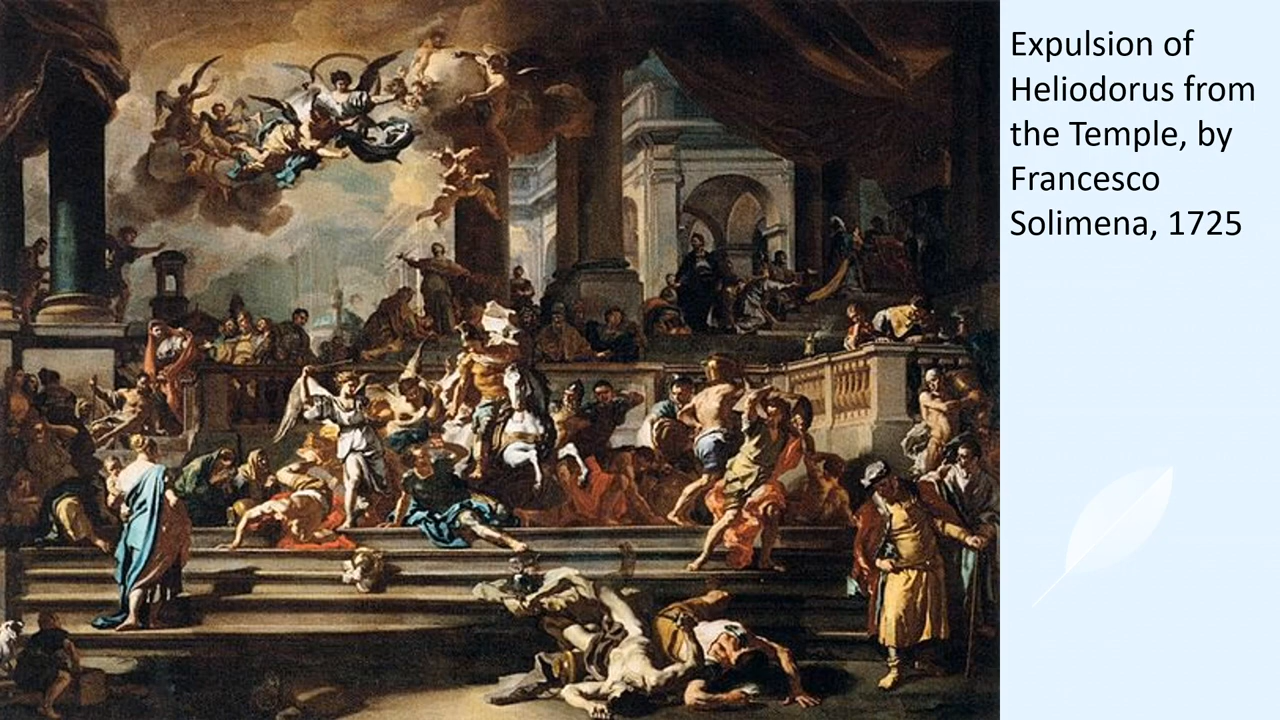 Expulsion of
Heliodorus from
the Temple, by
Francesco
Solimena, 1725